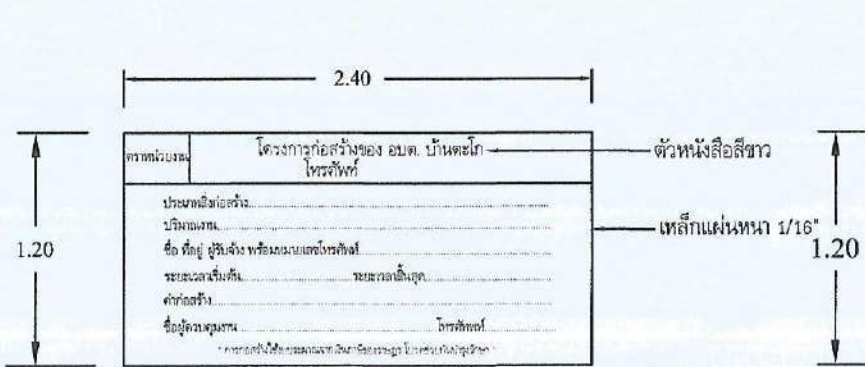 2.40
ตราหน่วยงาน
โครงการก่อสร้างของ อบต. บ้านตะโก
โทรศัพท์
ตัวหนังสือสีขาว
ประเภทสิ่งก่อสร้าง
ปริมาณงาน
ชื่อ ที่อยู่ ผู้รับจ้าง พร้อมหมายเลขโทรศัพท์
เหล็กแผ่นหนา 1/16"
1.20
1.20
ระยะเวลาเริ่มต้น ระยะเวลาสิ้นสุด
ค่าก่อสร้าง
ชื่อผู้ควบคุมงาน โทรศัพท์